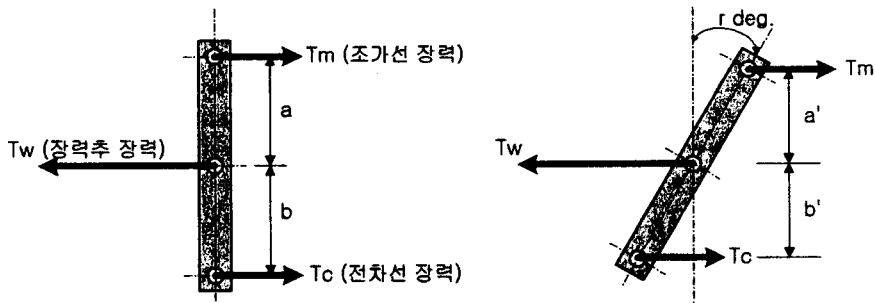 Tm (조가선 장력)
a
Tw (장력추 장력)
b
Tc (전차선 장력)
r deg.
Tm
a'
Tw
b'
Tc